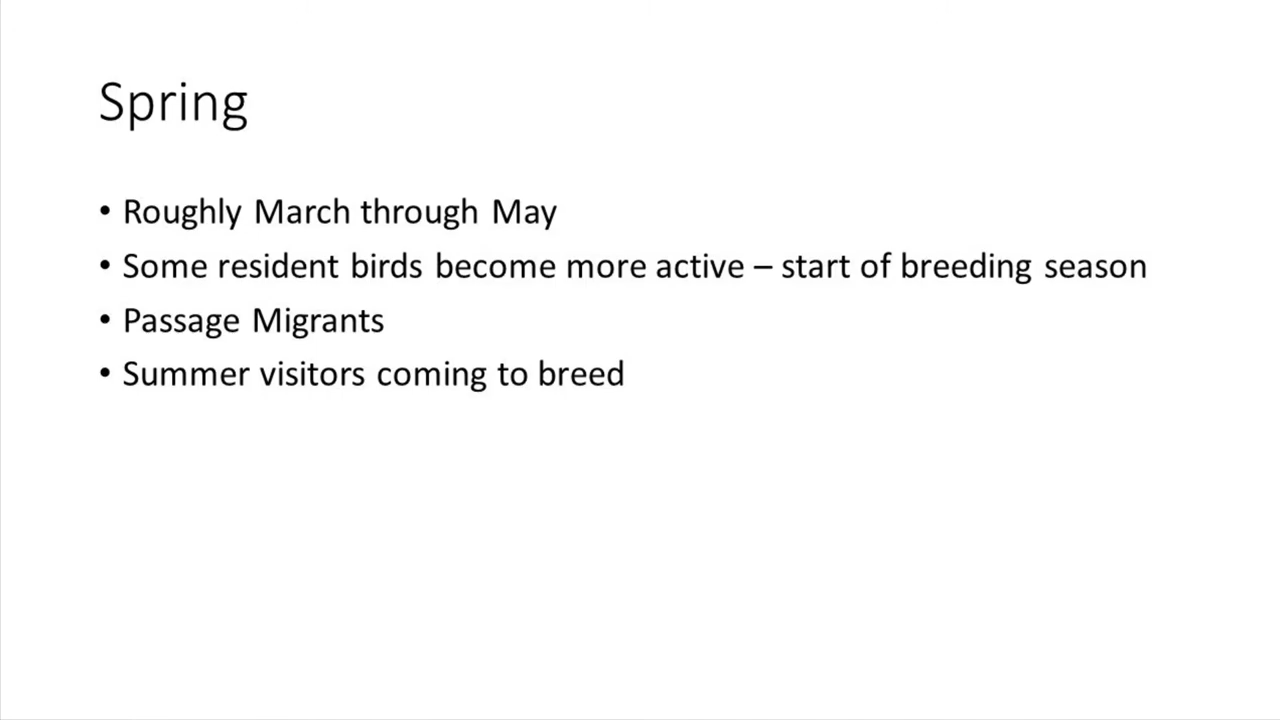 Spring
• Roughly March through May
• Some resident birds become more active – start of breeding season
• Passage Migrants
• Summer visitors coming to breed